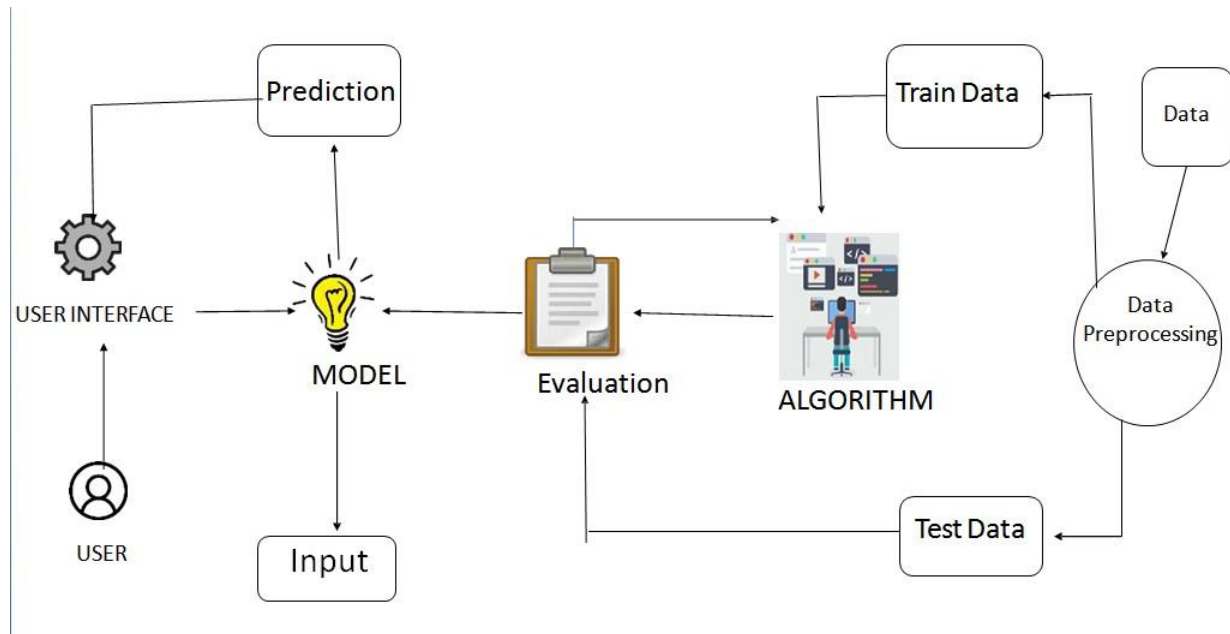 Prediction
Train Data
Data
USER INTERFACE
MODEL
Evaluation
ALGORITHM
Data
Preprocessing
USER
Input
Test Data